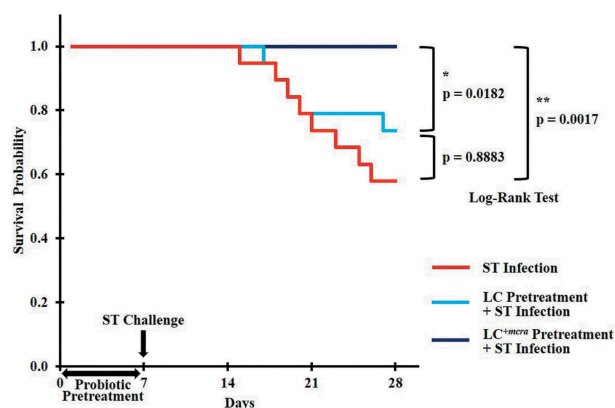 Survival Probability
1.0
0.8
0.6
0.4
0.2
0.0
*
p = 0.0182
**
p = 0.0017
p = 0.8883
Log-Rank Test
ST Infection
LC Pretreatment
+ ST Infection
LC+mcra Pretreatment
+ ST Infection
ST Challenge
0
7
14
21
28
Probiotic
Pretreatment
Days